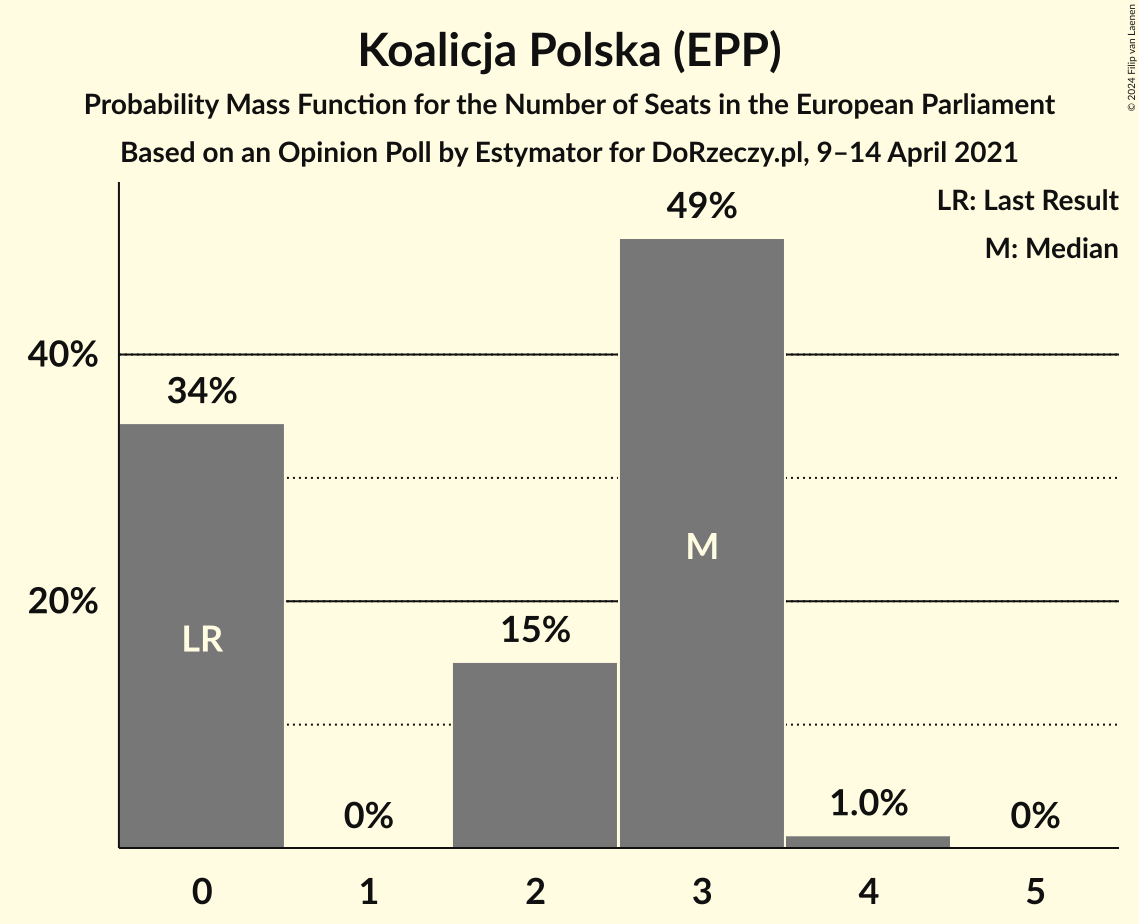 Koalicja Polska (EPP)
Probability Mass Function for the Number of Seats in the European Parliament
Based on an Opinion Poll by Estymator for DoRzeczy.pl, 9–14 April 2021
© 2024 Filip van Laenen
LR: Last Result
M: Median
49%
40%
34%
M
20%
15%
LR
1.0%
0%
0%
0 1 2 3 4 5